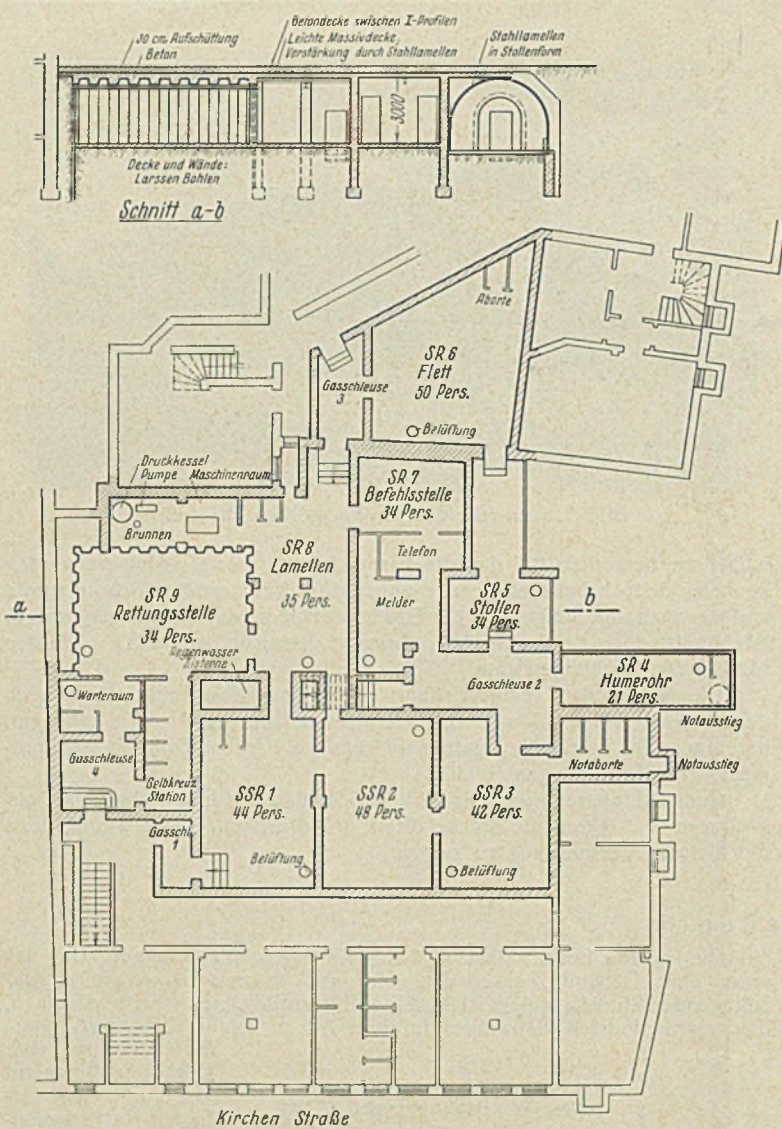 30 cm Aufschüttung
Beton
Betondecke zwischen I-Profilen
Leichte Massivdecke,
Verstärkung durch Stahllamellen
Stahllamellen
in Stollenform
3000
Decke und Wände:
Larssen Bohlen
Schnitt a-b
Aborte
SR 6
Flett
50 Pers.
Gasschleuse
3
Belüftung
Druckkessel
Pumpe
Maschinenraum
Brunnen
SR 7
Befehlsstelle
34 Pers.
SR 8
Lamellen
35 Pers.
Telefon
Melder
SR 9
Rettungsstelle
34 Pers.
a
b
SR 5
Stollen
34 Pers.
Regenwasser
Zisterne
Warteraum
Gasschleuse 2
SR 4
Humerohr
21 Pers.
Notausstieg
Gasschleuse
4
Gelbkreuz
Station
Notaborte
Notausstieg
SSR 1
44 Pers.
SSR 2
48 Pers.
SSR 3
42 Pers.
Gasschl.
1
Belüftung
Belüftung
Kirchen Straße